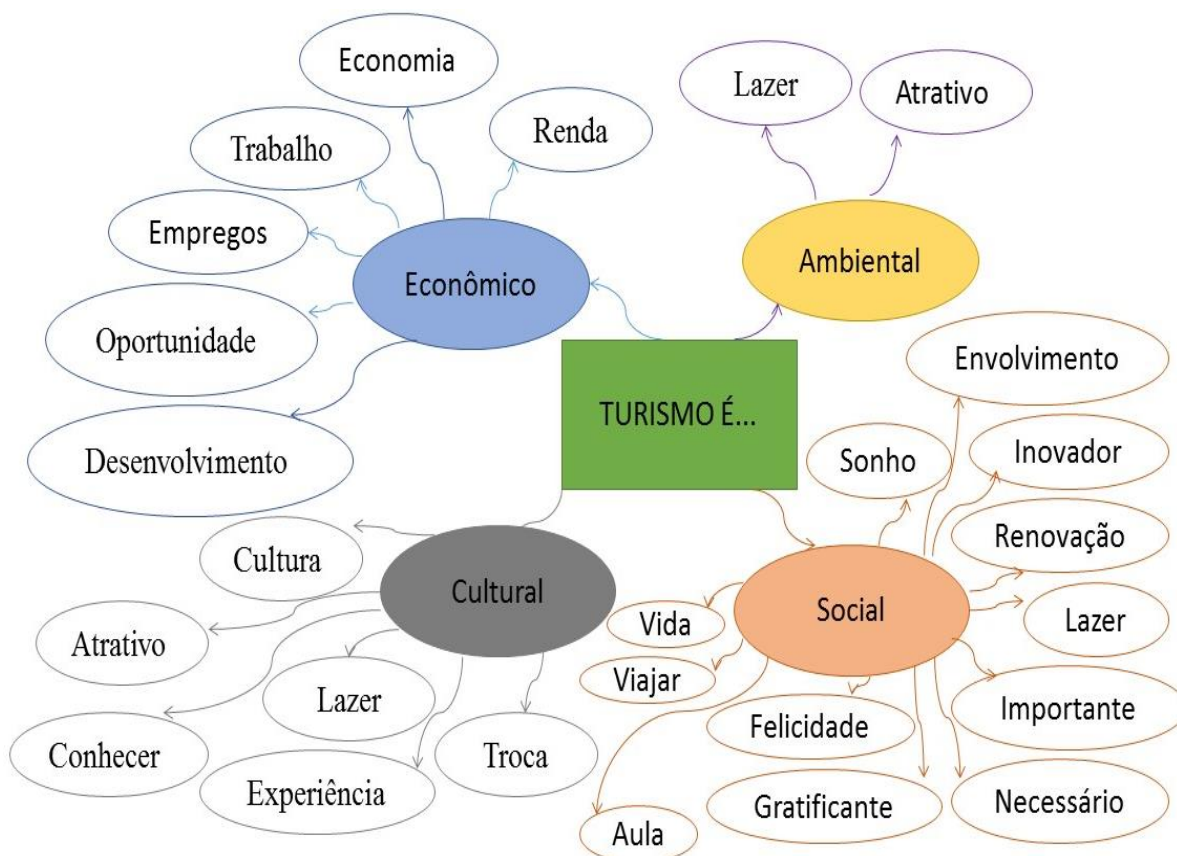 Economia
Lazer
Atrativo
Renda
Trabalho
Empregos
Econômico
Ambiental
Oportunidade
Envolvimento
TURISMO É...
Desenvolvimento
Sonho
Inovador
Cultura
Renovação
Cultural
Social
Vida
Lazer
Atrativo
Viajar
Lazer
Importante
Felicidade
Conhecer
Troca
Experiência
Gratificante
Necessário
Aula